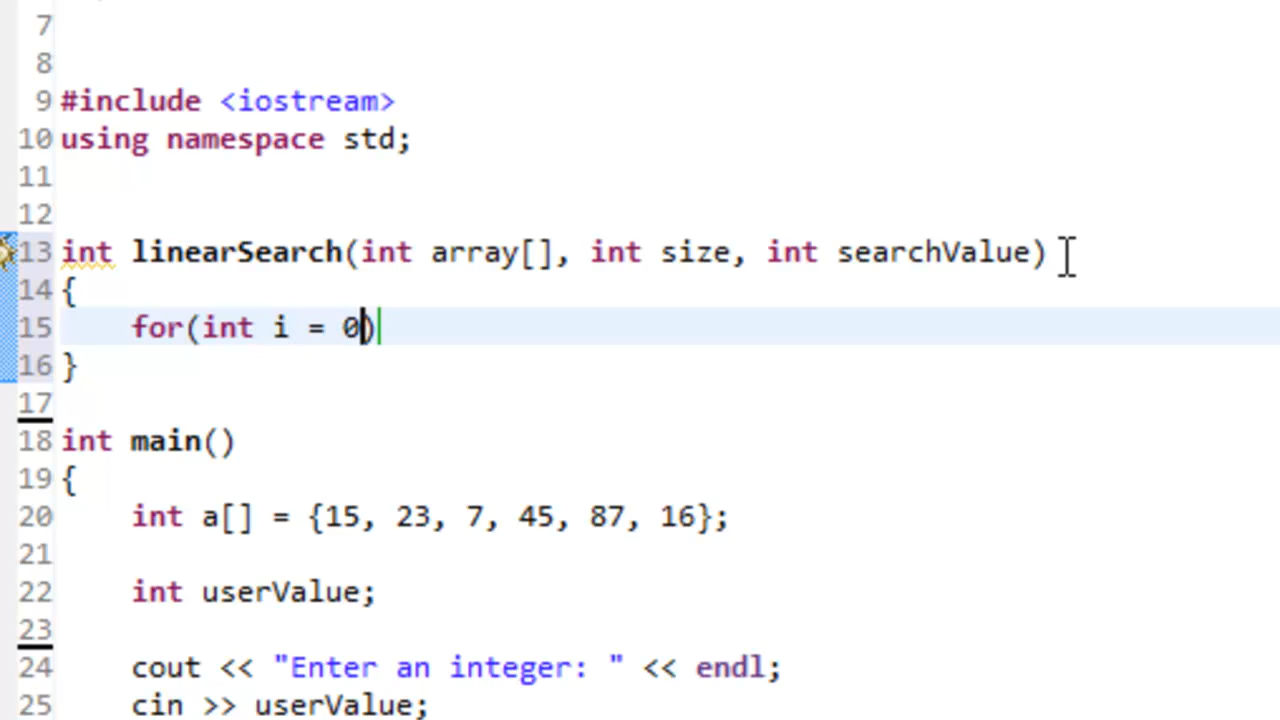 7
8
9 #include <iostream>
10 using namespace std;
11
12
13 int linearSearch(int array[], int size, int searchValue)
14 {
15     for(int i = 0)
16 }
17
18 int main()
19 {
20     int a[] = {15, 23, 7, 45, 87, 16};
21
22     int userValue;
23
24     cout << "Enter an integer: " << endl;
25     cin >> userValue;